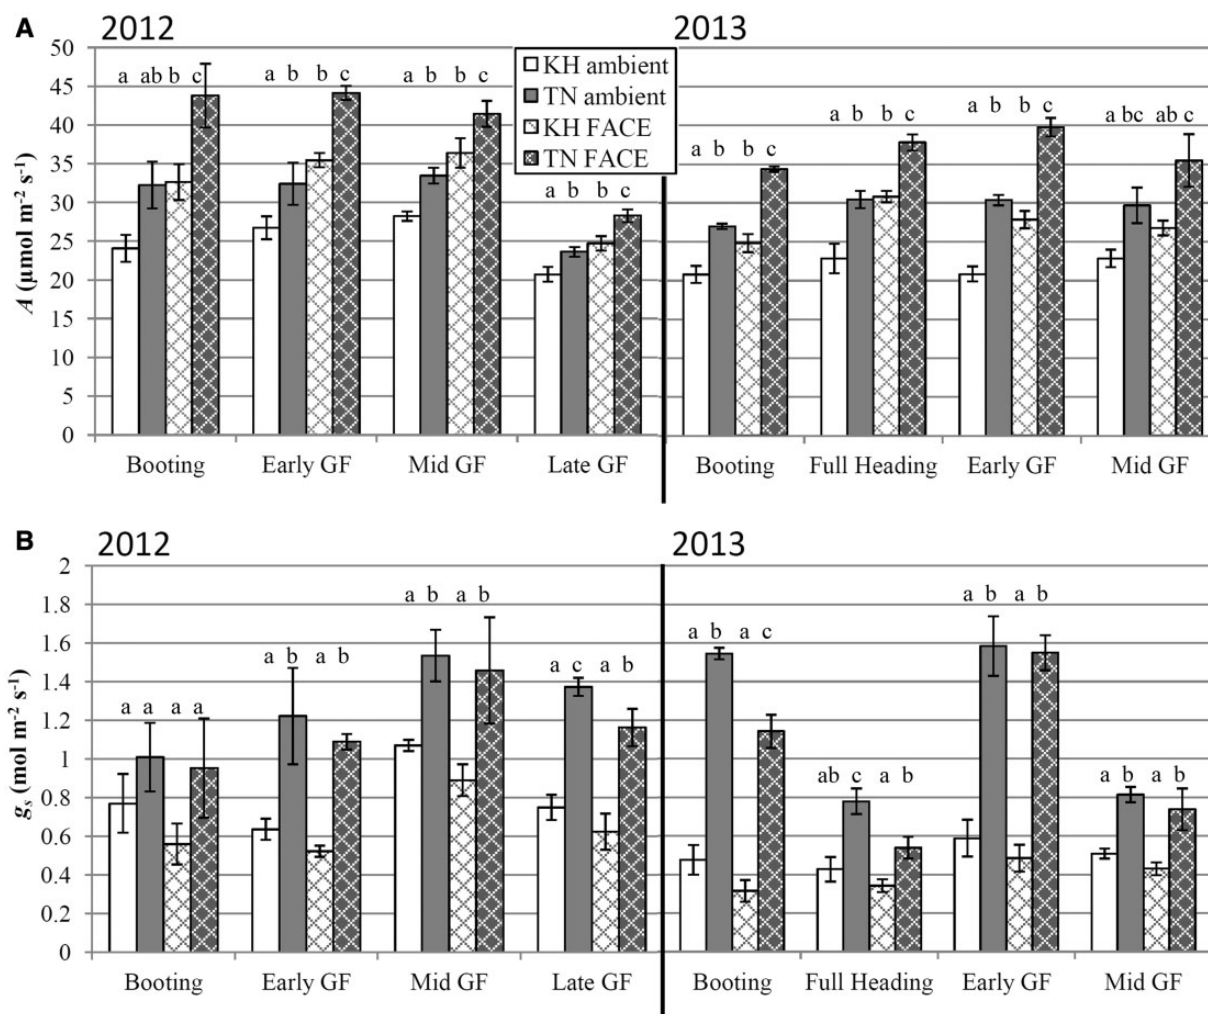 A
2012
2013
A (µmol m⁻² s⁻¹)
50
45
40
35
30
25
20
15
10
5
0
a ab b c
a b b c
a b b c
a b b c
KH ambient
TN ambient
KH FACE
TN FACE
a b b c
a b b c
a b b c
a bc ab c
Booting Early GF Mid GF Late GF
Booting Full Heading Early GF Mid GF
B
2012
2013
gₛ (mol m⁻² s⁻¹)
2
1.8
1.6
1.4
1.2
1
0.8
0.6
0.4
0.2
0
a a a a
a b a b
a b a b
a c a b
a b a c
ab c a b
a b a b
a b a b
Booting Early GF Mid GF Late GF
Booting Full Heading Early GF Mid GF